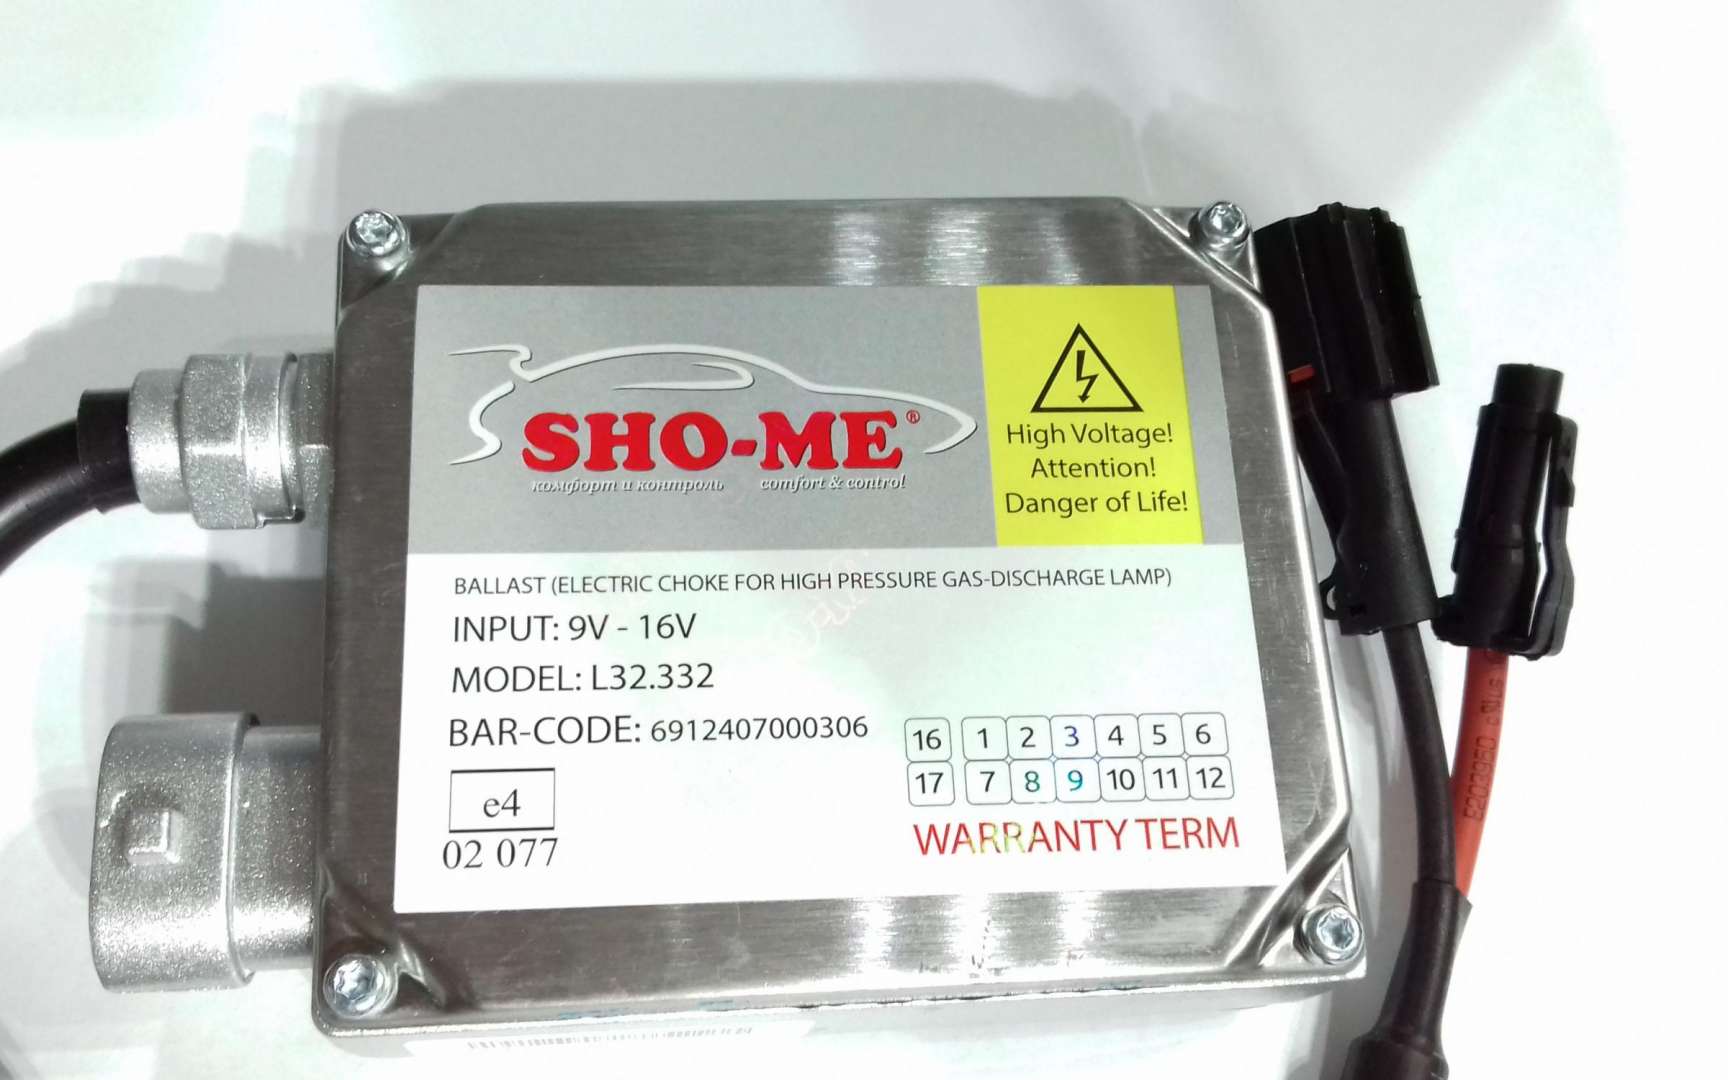 SHO-ME®
комфорт и контроль comfort & control
High Voltage!
Attention!
Danger of Life!
BALLAST (ELECTRIC CHOKE FOR HIGH PRESSURE GAS-DISCHARGE LAMP)
INPUT: 9V - 16V
MODEL: L32.332
BAR-CODE: 6912407000306
16 1 2 3 4 5 6
17 7 8 9 10 11 12
WARRANTY TERM
e4
02 077